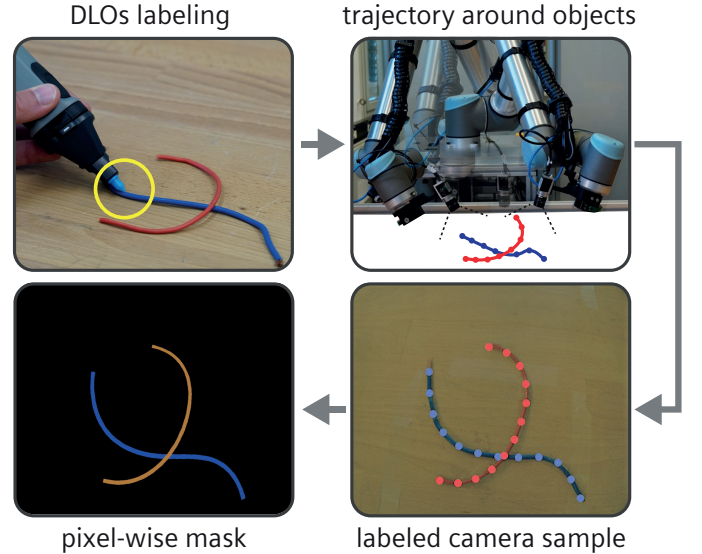 DLOs labeling
trajectory around objects
pixel-wise mask
labeled camera sample